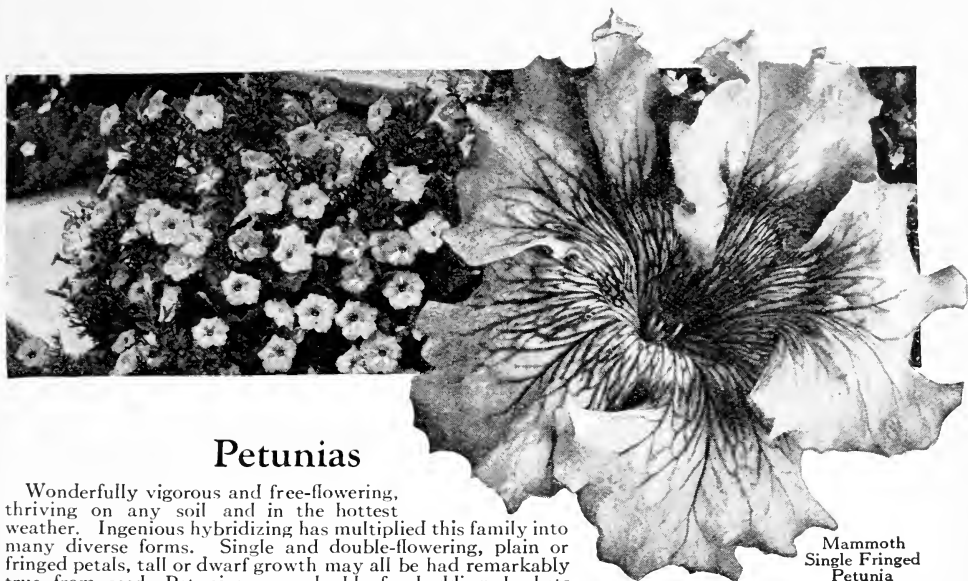 Petunias
Wonderfully vigorous and free-flowering,
thriving on any soil and in the hottest
weather. Ingenious hybridizing has multiplied this family into
many diverse forms. Single and double-flowering, plain or
fringed petals, tall or dwarf growth may all be had remarkably
true from seed. Petunias
Mammoth
Single Fringed
Petunia